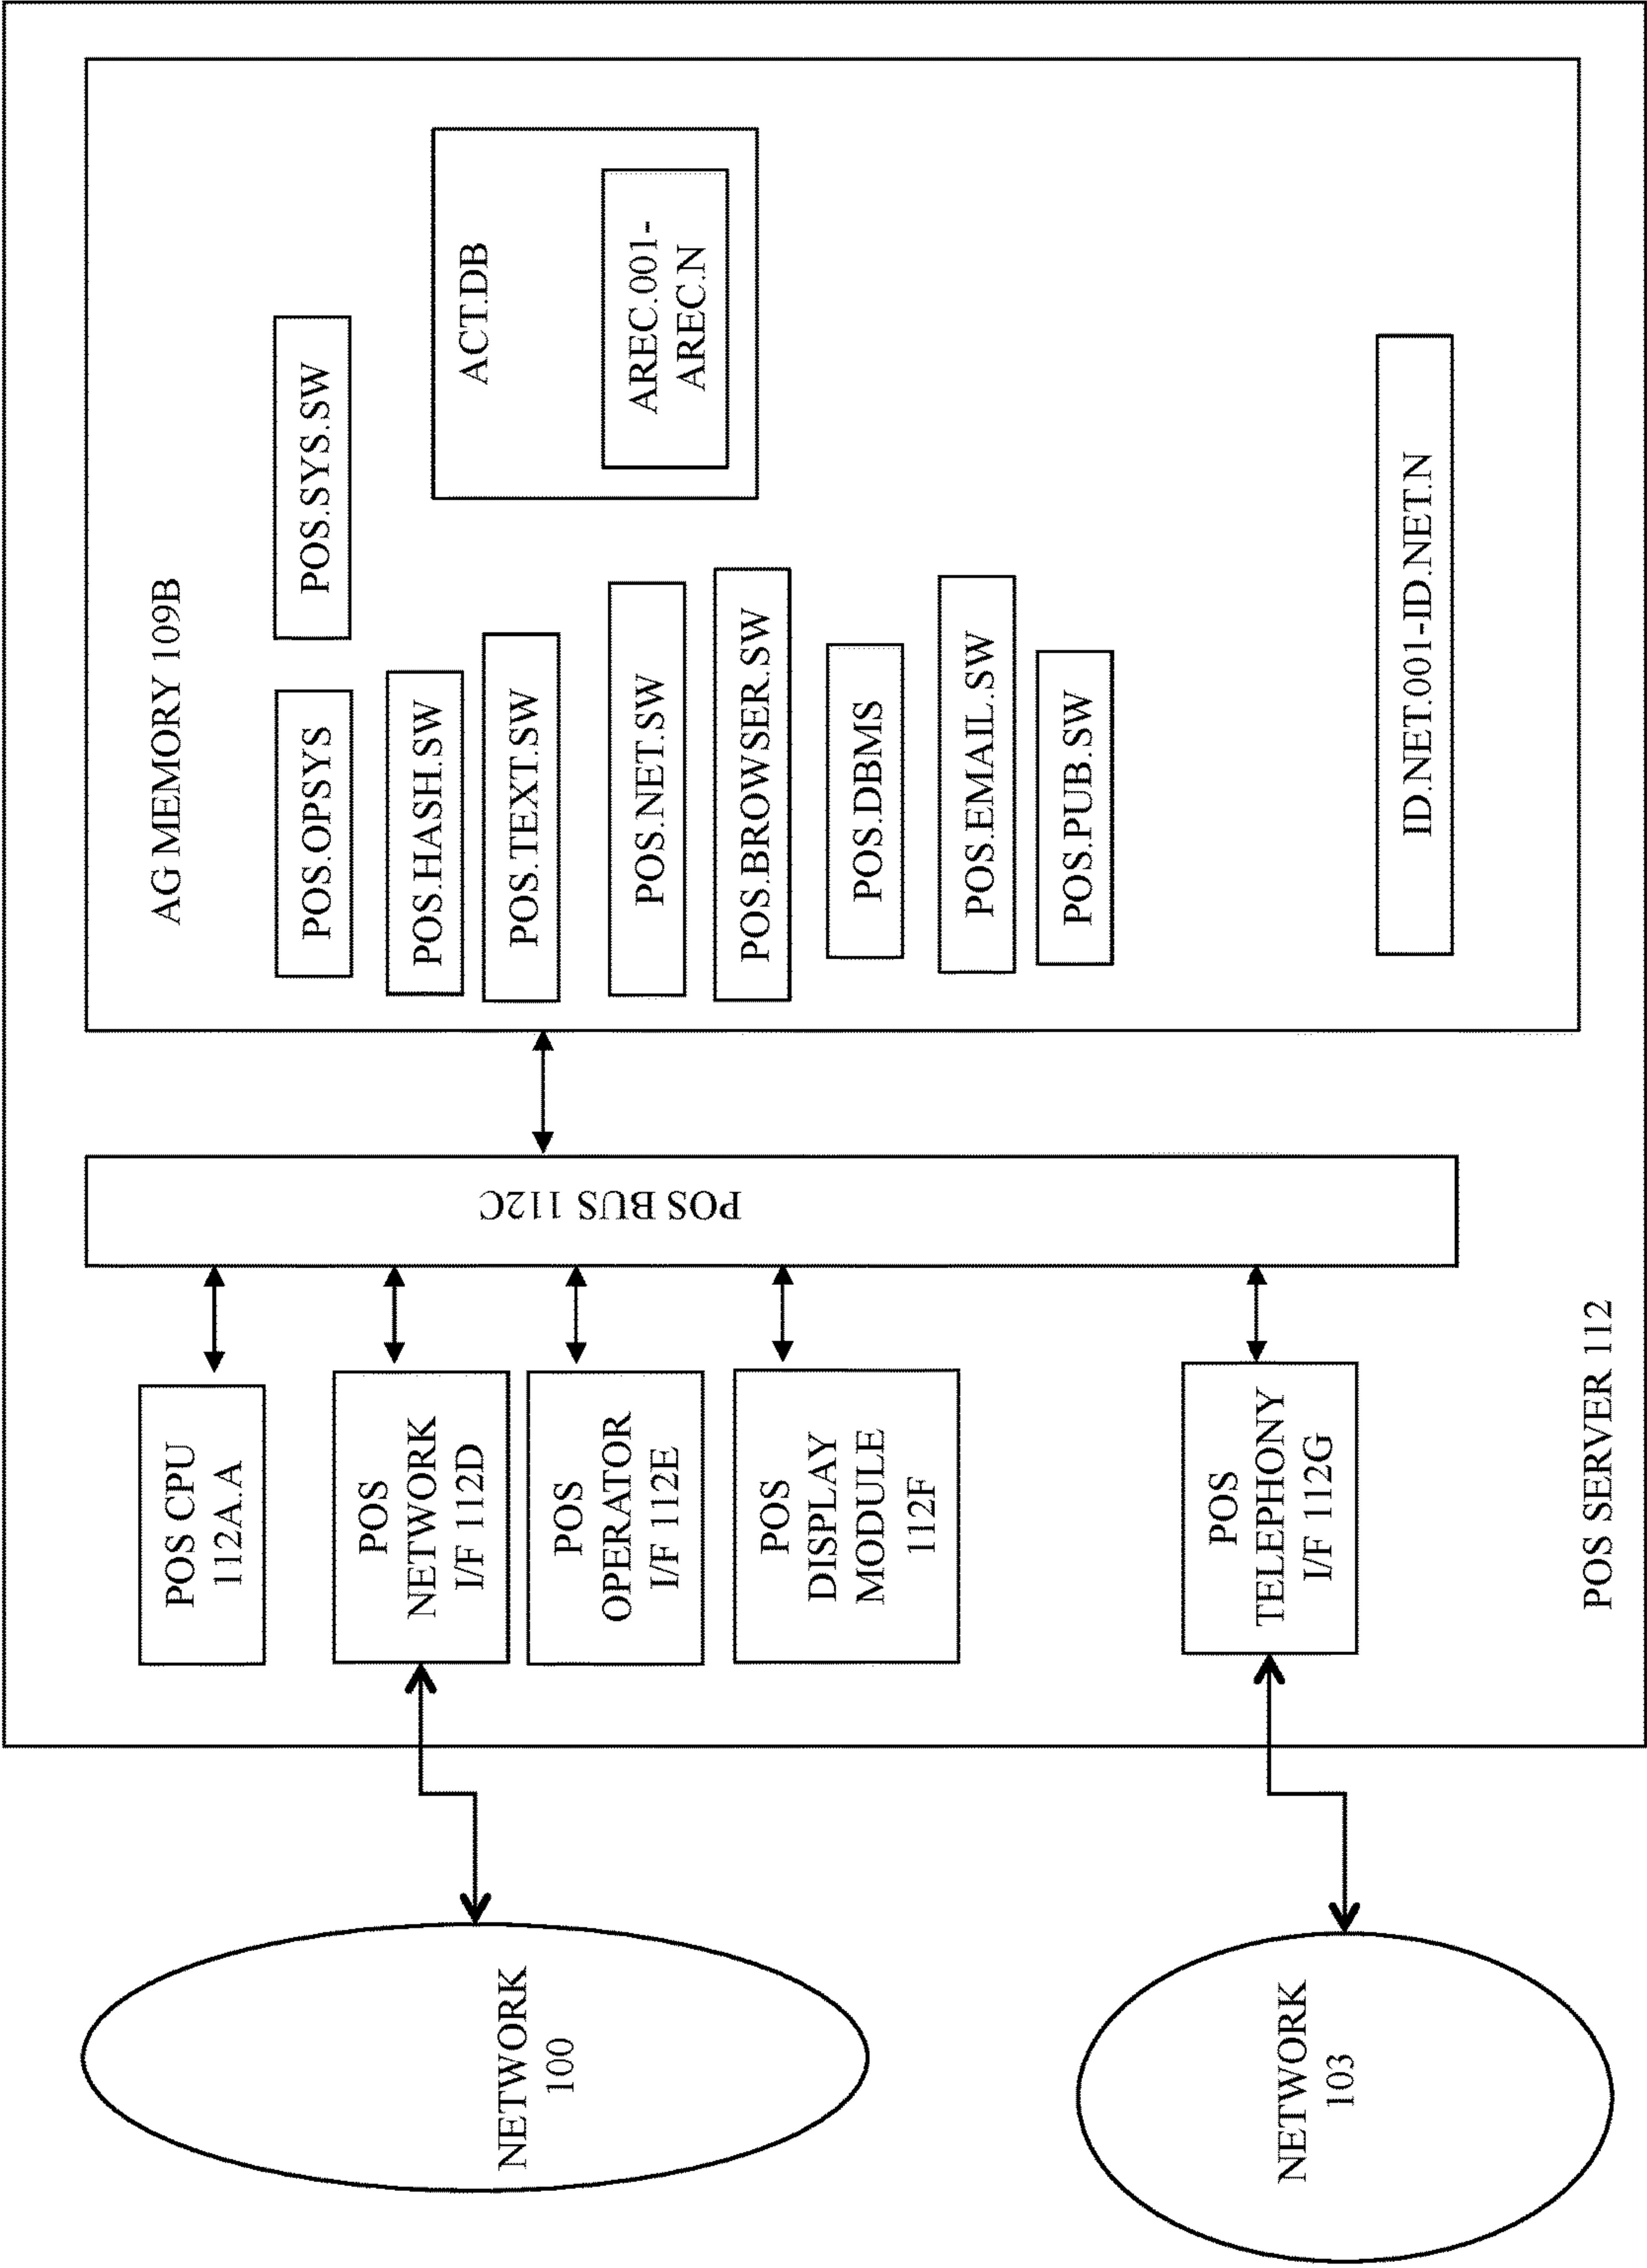 NETWORK
100
NETWORK
103
POS CPU
112A.A
POS
NETWORK
I/F 112D
POS
OPERATOR
I/F 112E
POS
DISPLAY
MODULE
112F
POS
TELEPHONY
I/F 112G
POS SERVER 112
POS BUS 112C
AG MEMORY 109B
POS.OPSYS
POS.SYS.SW
POS.HASH.SW
POS.TEXT.SW
POS.NET.SW
POS.BROWSER.SW
POS.DBMS
POS.EMAIL.SW
POS.PUB.SW
ACT.DB
AREC.001-
AREC.N
ID.NET.001-ID.NET.N